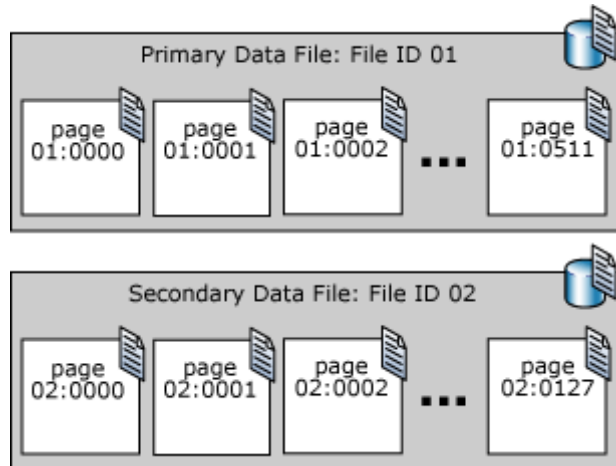 Primary Data File: File ID 01
page
01:0000
page
01:0001
page
01:0002
...
page
01:0511
Secondary Data File: File ID 02
page
02:0000
page
02:0001
page
02:0002
...
page
02:0127